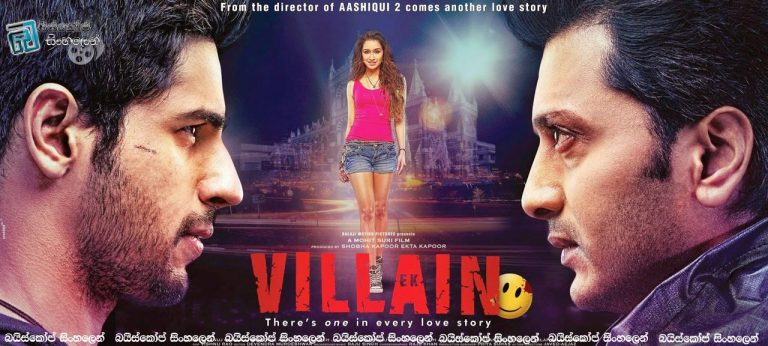 From the director of AASHIQUI 2 comes another love story
බයිස්කෝප්
සිංහලෙන්
BALAJI MOTION PICTURES presents
A MOHIT SURI FILM
PRODUCED BY SHOBHA KAPOOR EKTA KAPOOR
EK
VILLAIN
There's one in every love story
බයිස්කෝප් සිංහලෙන් ... බයිස්කෝප් සිංහලෙන් ... බයිස්කෝප් සිංහලෙන් ... බයිස්කෝප් සිංහලෙන් ... බයිස්කෝප් සිංහලෙන් ... බයිස්කෝප් සිංහලෙන්